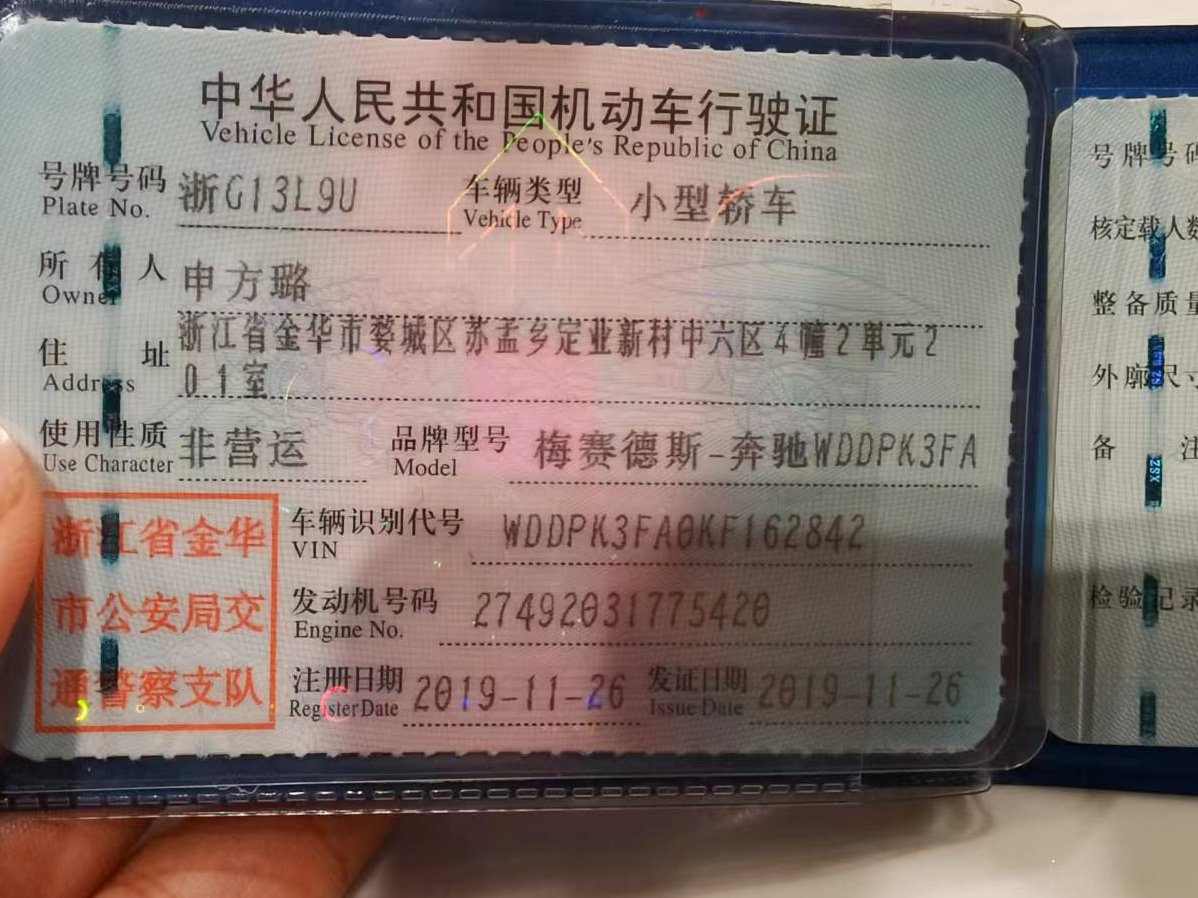 中华人民共和国机动车行驶证
Vehicle License of the People's Republic of China
号牌号码 浙G13L9U 车辆类型 小型轿车
Plate No. Vehicle Type
所有人 申方璐
Owner
住址 浙江省金华市婺城区苏孟乡定业新村中六区4幢2单元2
Address 01室
使用性质 非营运 品牌型号 梅赛德斯-奔驰WDDPK3FA
Use Character Model
浙江省金华
市公安局交
通警察支队
车辆识别代号 WDDPK3FA0KF162842
VIN
发动机号码 27492031775420
Engine No.
注册日期 2019-11-26 发证日期 2019-11-26
Register Date Issue Date
号牌号码
核定载人数
整备质量
外廓尺寸
备注
ZSX
检验记录